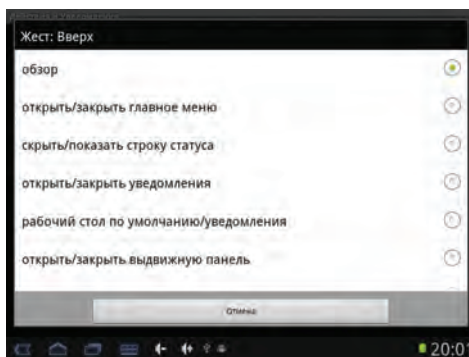 Жест: Вверх
обзор
открыть/закрыть главное меню
скрыть/показать строку статуса
открыть/закрыть уведомления
рабочий стол по умолчанию/уведомления
открыть/закрыть выдвижную панель
Отмена
20:0